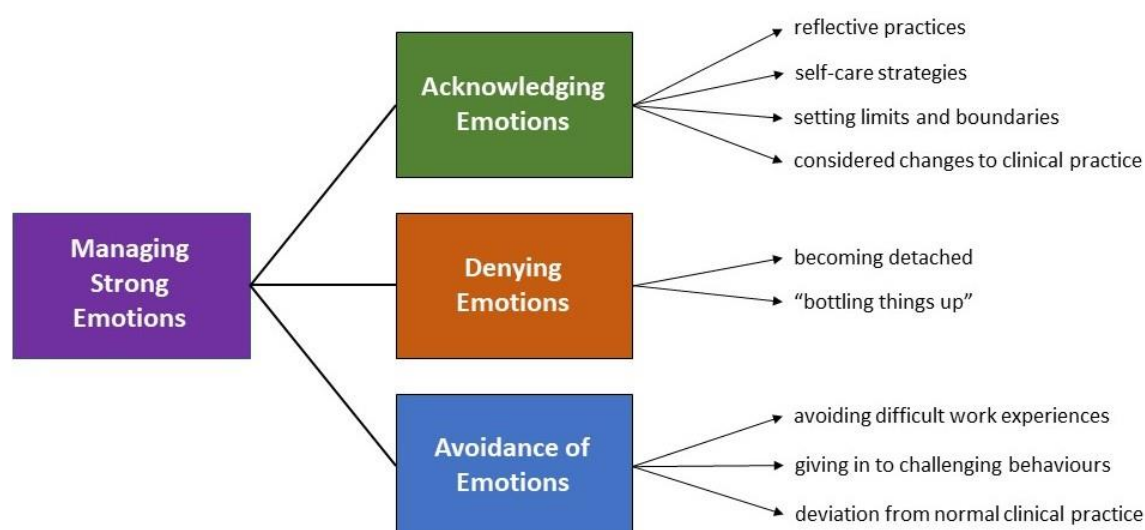 Managing
Strong
Emotions
Acknowledging
Emotions
reflective practices
self-care strategies
setting limits and boundaries
considered changes to clinical practice
Denying
Emotions
becoming detached
“bottling things up”
Avoidance of
Emotions
avoiding difficult work experiences
giving in to challenging behaviours
deviation from normal clinical practice